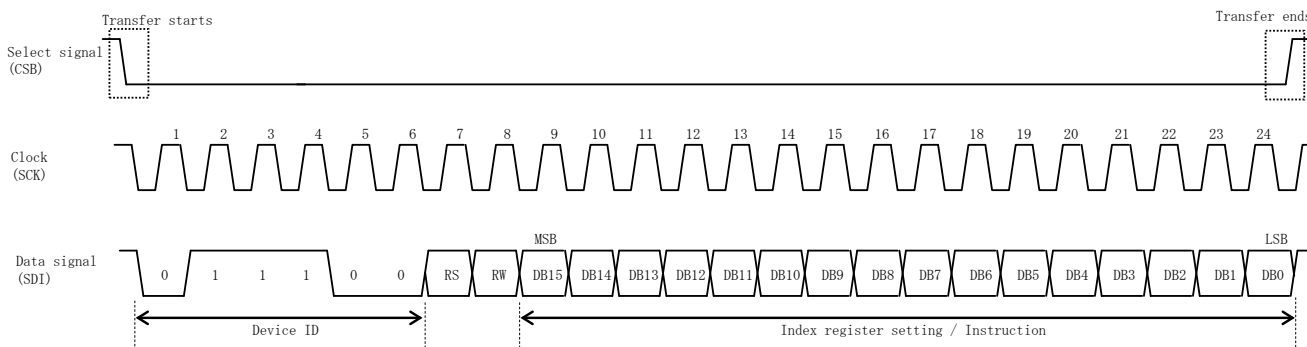 Transfer starts
Transfer ends
Select signal
(CSB)
1 2 3 4 5 6 7 8 9 10 11 12 13 14 15 16 17 18 19 20 21 22 23 24
Clock
(SCK)
MSB
LSB
Data signal
(SDI)
0 1 1 1 0 0 RS RW DB15 DB14 DB13 DB12 DB11 DB10 DB9 DB8 DB7 DB6 DB5 DB4 DB3 DB2 DB1 DB0
Device ID
Index register setting / Instruction